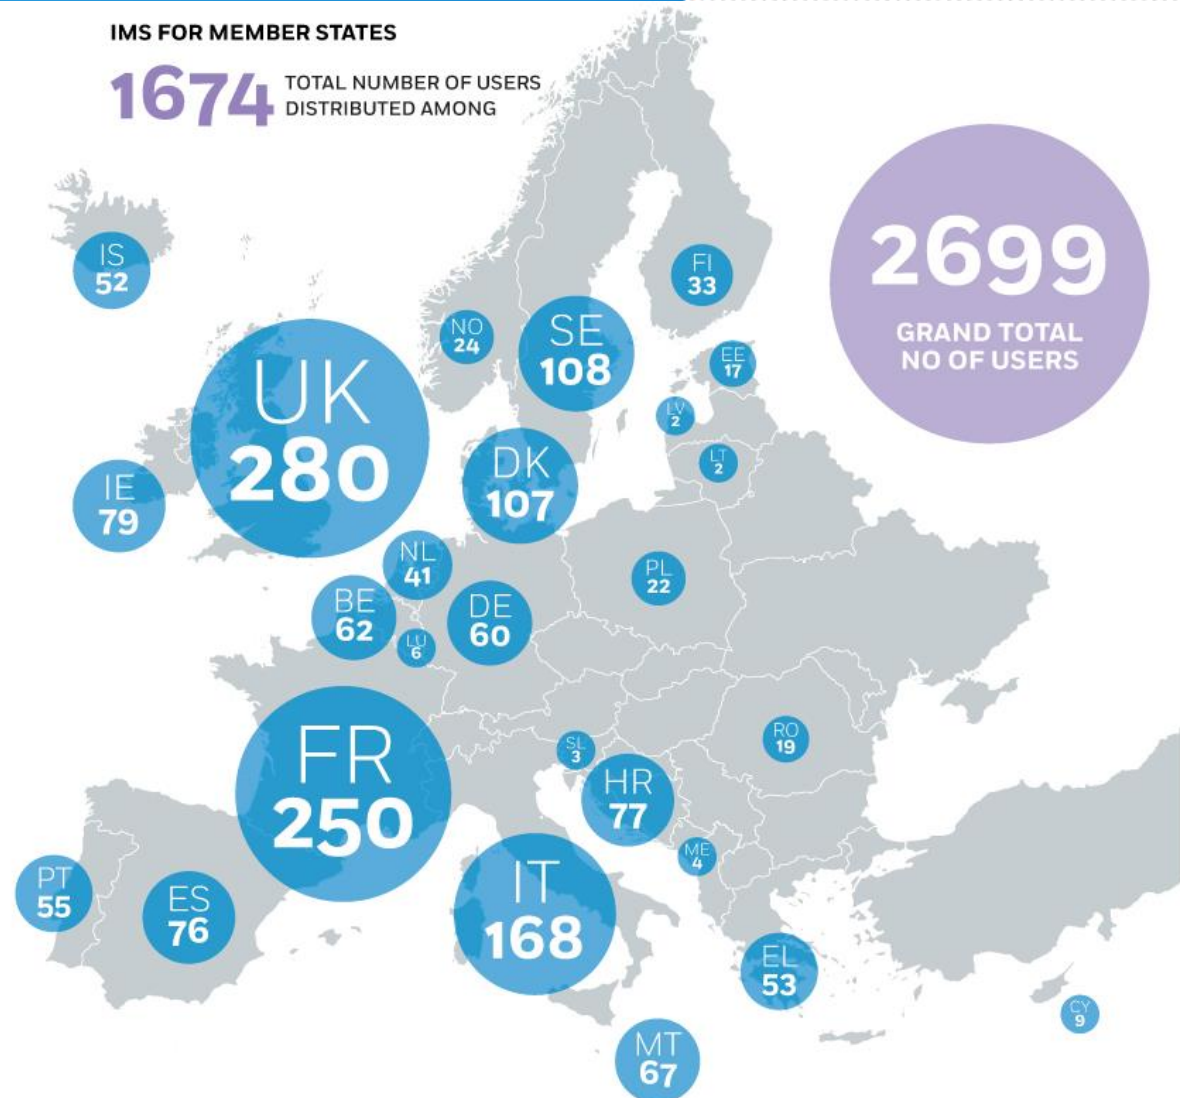 IMS FOR MEMBER STATES
1674
TOTAL NUMBER OF USERS
DISTRIBUTED AMONG
2699
GRAND TOTAL
NO OF USERS
IS
52
FI
33
NO
24
SE
108
EE
17
UK
280
LV
2
LT
2
IE
79
DK
107
NL
41
PL
22
BE
62
DE
60
LU
6
FR
250
SL
3
RO
19
HR
77
ME
4
PT
55
ES
76
IT
168
EL
53
CY
9
MT
67